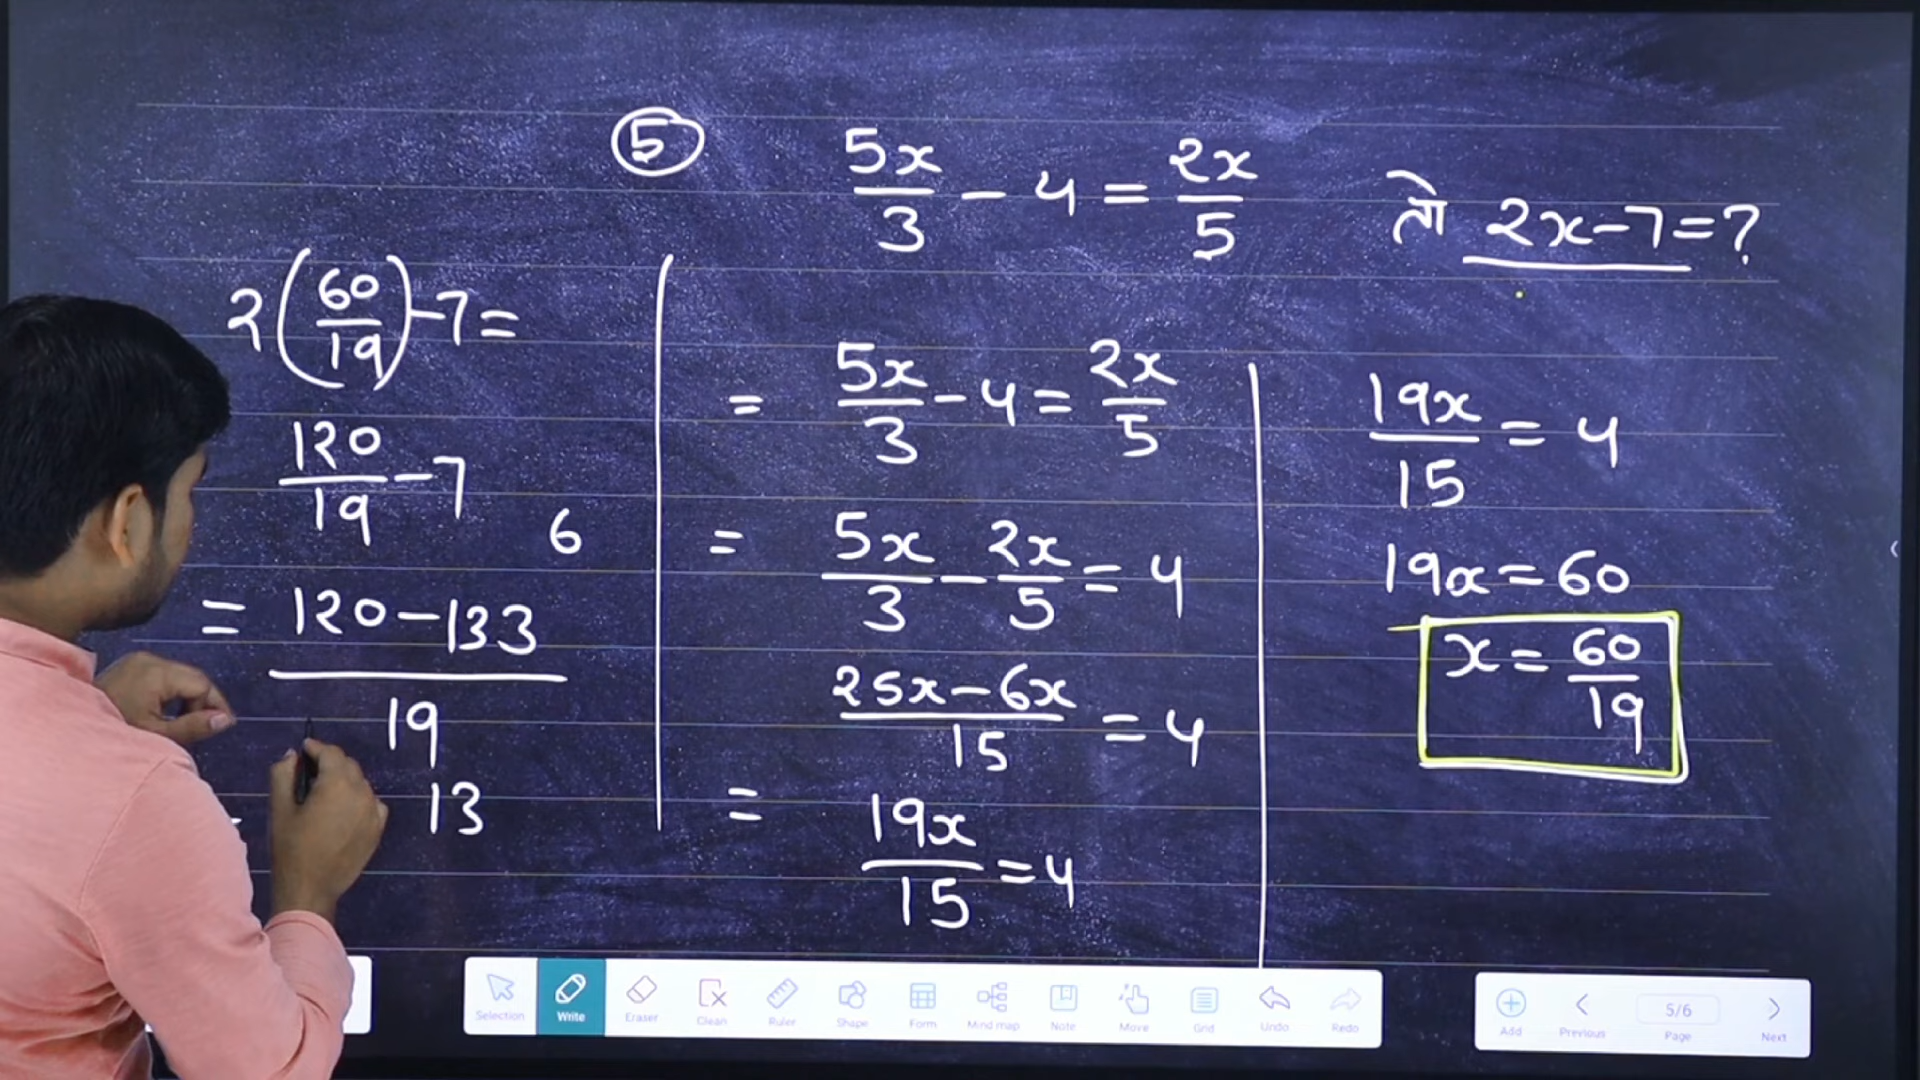 5
5x/3 - 4 = 2x/5 तो 2x-7=?
2(60/19)-7=
120/19 -7
6
= 120-133
19
13
= 5x/3 - 4 = 2x/5
= 5x/3 - 2x/5 = 4
25x-6x/15 = 4
= 19x/15 = 4
19x/15 = 4
19x = 60
x = 60/19
Selection Write Eraser Clean Ruler Shape Form Mind map Note Move Grid Undo Redo
Add Previous 5/6 Page Next